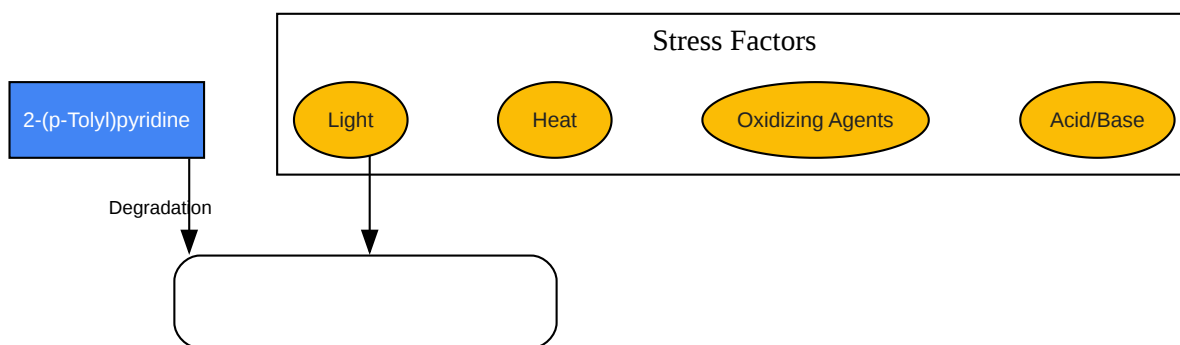 Stress Factors
2-(p-Tolyl)pyridine
Light
Heat
Oxidizing Agents
Acid/Base
Degradation